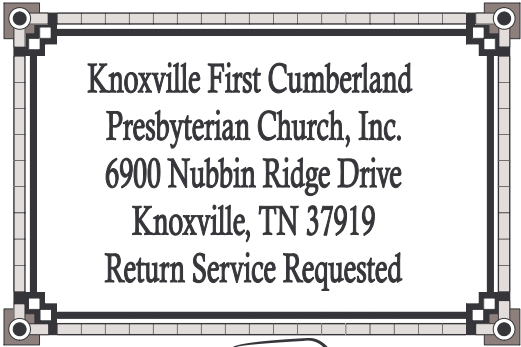 Knoxville First Cumberland
Presbyterian Church, Inc.
6900 Nubbin Ridge Drive
Knoxville, TN 37919
Return Service Requested